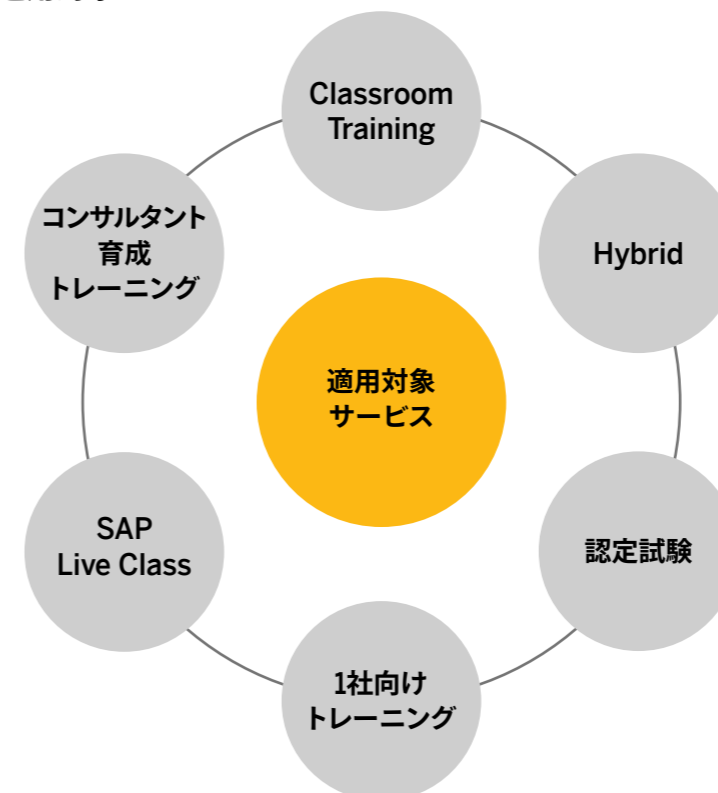 Classroom
Training
Hybrid
認定試験
1社向け
トレーニング
SAP
Live Class
コンサルタント
育成
トレーニング
適用対象
サービス